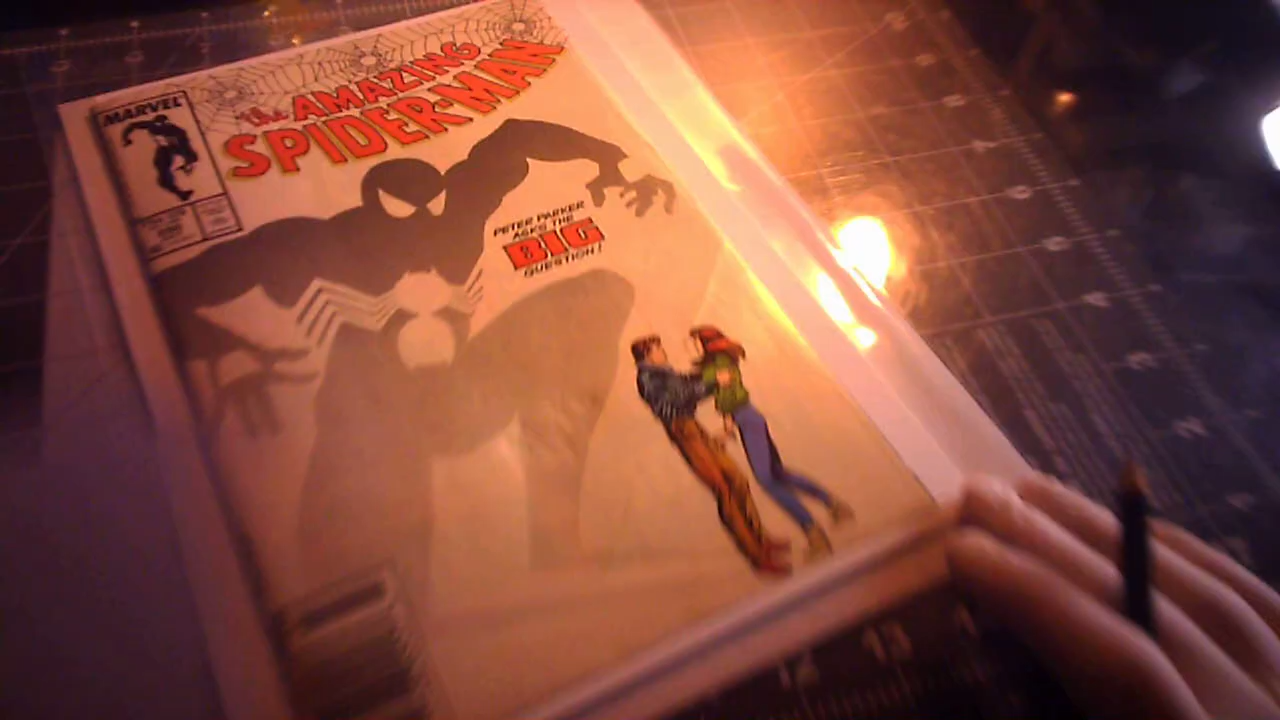 MARVEL
the AMAZING
SPIDER-MAN
PETER PARKER
ASKS THE
BIG
QUESTION!